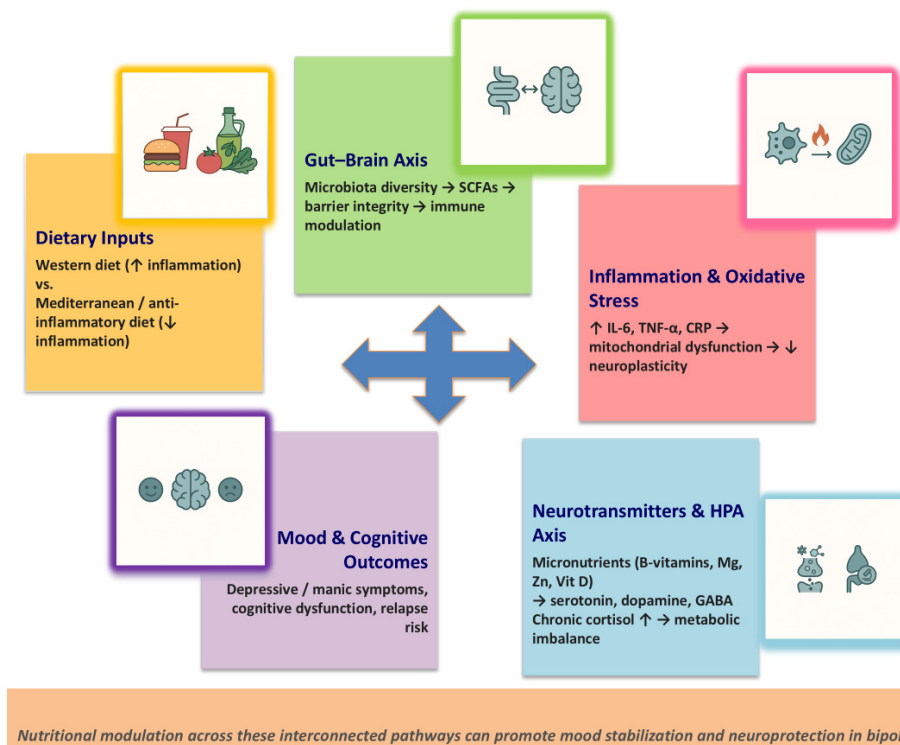 Gut–Brain Axis
Microbiota diversity → SCFAs →
barrier integrity → immune
modulation
Dietary Inputs
Western diet (↑ inflammation)
vs.
Mediterranean / anti-
inflammatory diet (↓
inflammation)
Inflammation & Oxidative
Stress
↑ IL-6, TNF-α, CRP →
mitochondrial dysfunction → ↓
neuroplasticity
Mood & Cognitive
Outcomes
Depressive / manic symptoms,
cognitive dysfunction, relapse
risk
Neurotransmitters & HPA
Axis
Micronutrients (B-vitamins, Mg,
Zn, Vit D)
→ serotonin, dopamine, GABA
Chronic cortisol ↑ → metabolic
imbalance
Nutritional modulation across these interconnected pathways can promote mood stabilization and neuroprotection in